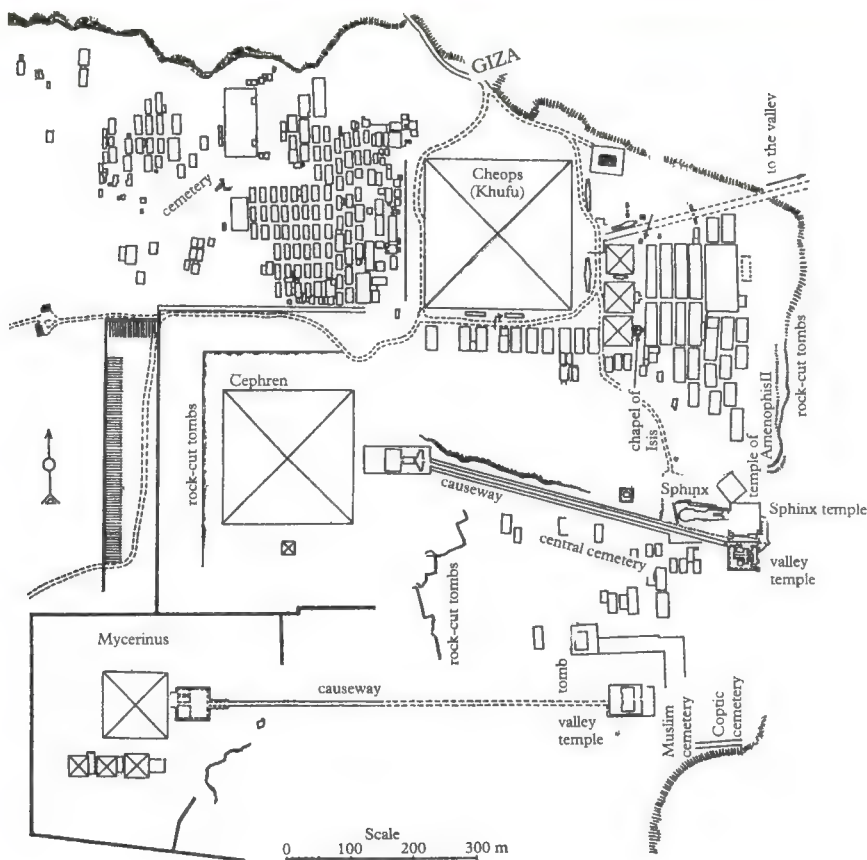 GIZA
to the valley
cemetery
Cheops
(Khufu)
rock-cut tombs
Cephren
rock-cut tombs
chapel of
Isis
temple of
Amenophis II
causeway
Sphinx
Sphinx temple
central cemetery
valley
temple
rock-cut tombs
Mycerinus
causeway
tomb
valley
temple
Muslim
cemetery
Coptic
cemetery
Scale
0 100 200 300 m